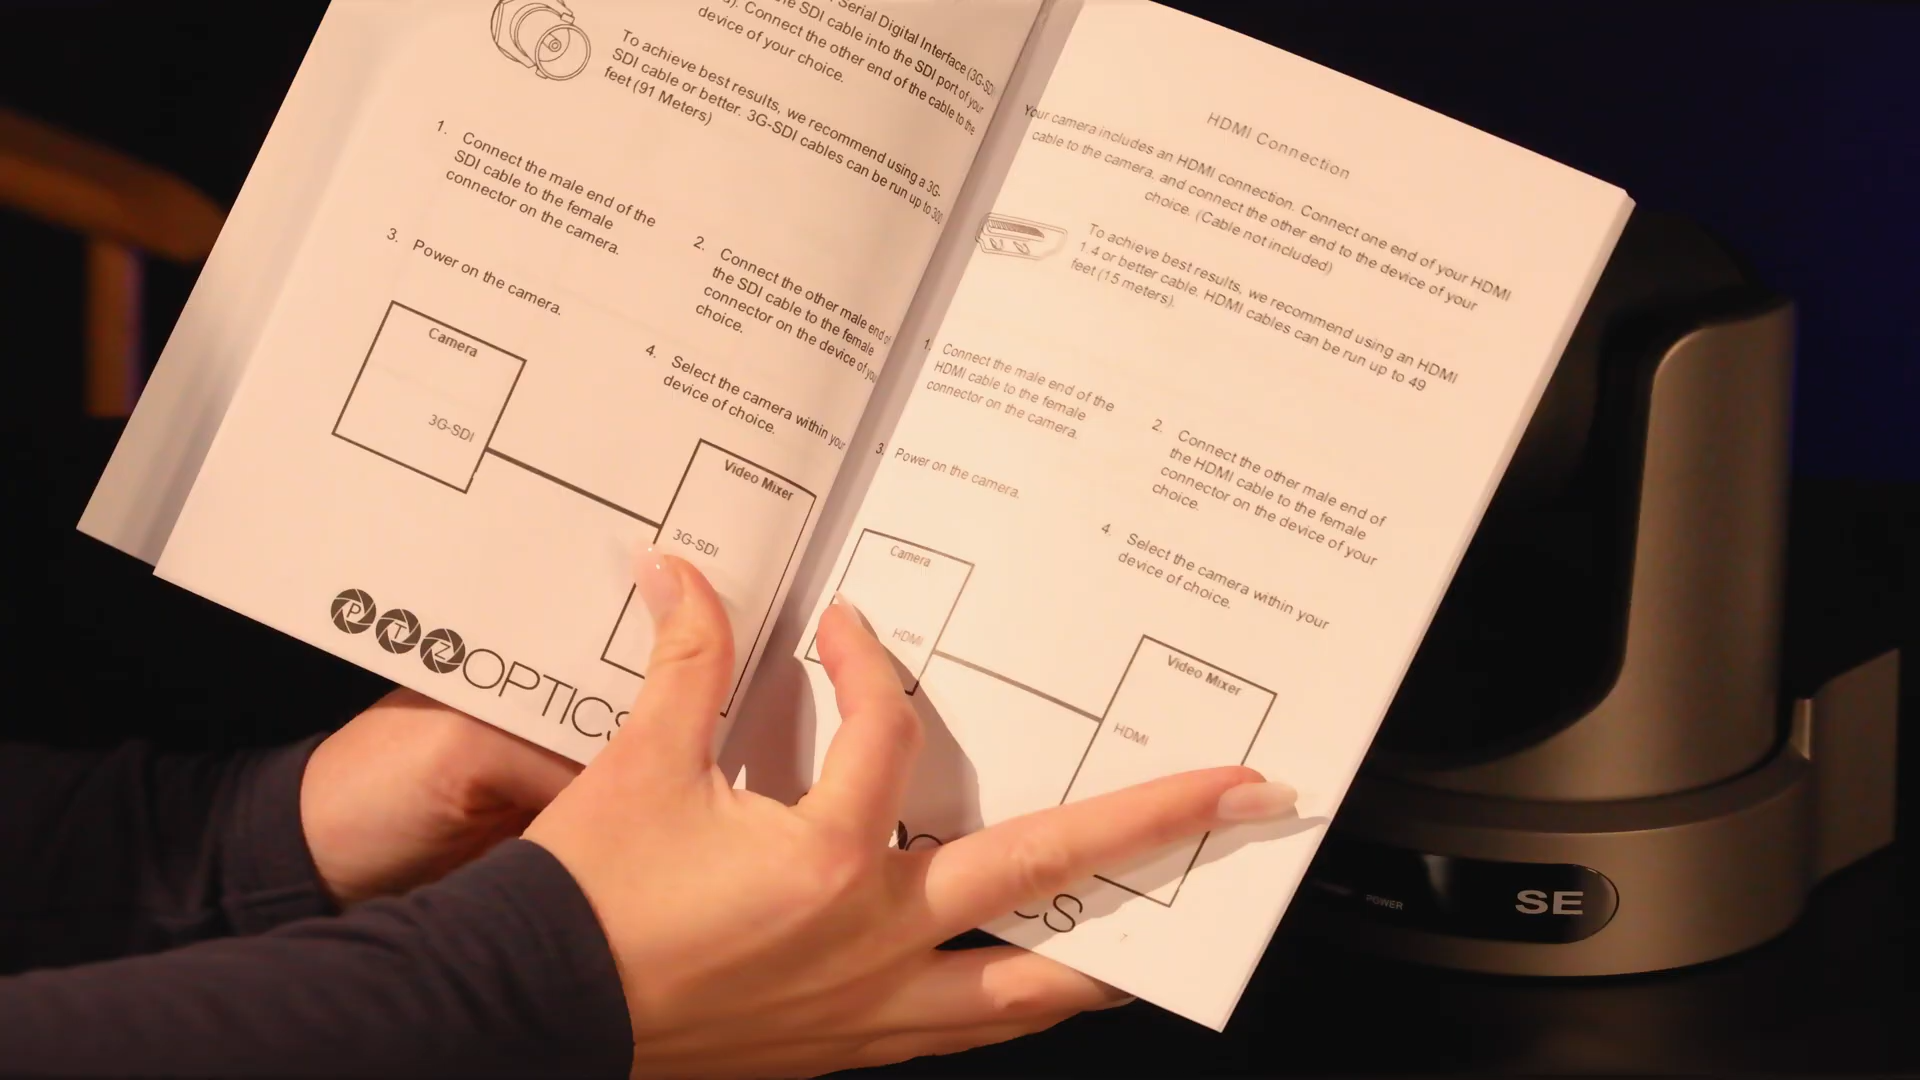 Serial Digital Interface (3G-SDI
SDI cable into the SDI port of your
Connect the other end of the cable to the
device of your choice.
To achieve best results, we recommend using a 3G-
SDI cable or better. 3G-SDI cables can be run up to 300
feet (91 Meters)
1. Connect the male end of the
SDI cable to the female
connector on the camera.
2. Connect the other male end of
the SDI cable to the female
connector on the device of your
choice.
3. Power on the camera.
4. Select the camera within your
device of choice.
Camera
3G-SDI
Video Mixer
3G-SDI
PTZOPTICS
HDMI Connection
Your camera includes an HDMI connection. Connect one end of your HDMI
cable to the camera, and connect the other end to the device of your
choice. (Cable not included)
To achieve best results, we recommend using an HDMI
1.4 or better cable. HDMI cables can be run up to 49
feet (15 meters).
1. Connect the male end of the
HDMI cable to the female
connector on the camera.
2. Connect the other male end of
the HDMI cable to the female
connector on the device of your
choice.
3. Power on the camera.
4. Select the camera within your
device of choice.
Camera
HDMI
Video Mixer
HDMI
CS
7
POWER
SE